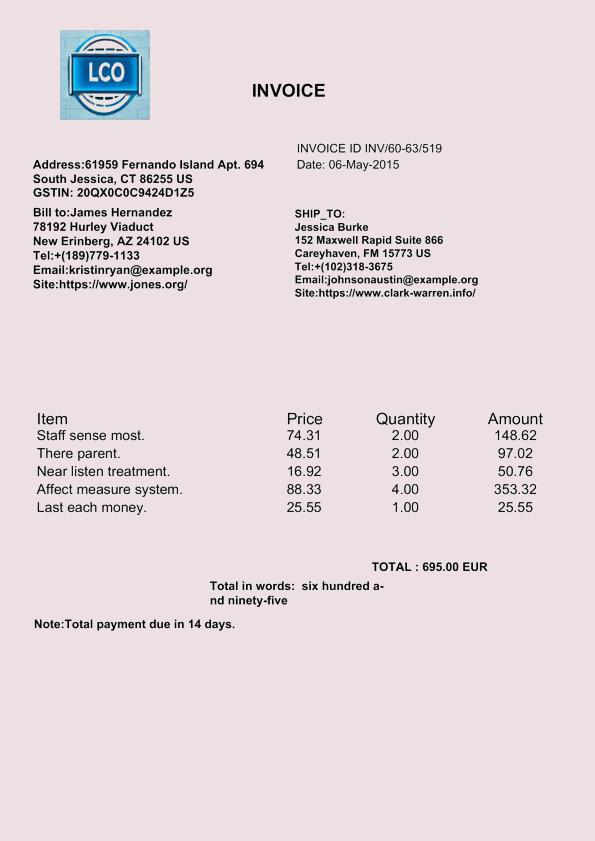 LCO
INVOICE
INVOICE ID INV/60-63/519
Date: 06-May-2015
Address:61959 Fernando Island Apt. 694
South Jessica, CT 86255 US
GSTIN: 20QX0C0C9424D1Z5
Bill to:James Hernandez
78192 Hurley Viaduct
New Erinberg, AZ 24102 US
Tel:+(189)779-1133
Email:kristinryan@example.org
Site:https://www.jones.org/
SHIP_TO:
Jessica Burke
152 Maxwell Rapid Suite 866
Careyhaven, FM 15773 US
Tel:+(102)318-3675
Email:johnsonaustin@example.org
Site:https://www.clark-warren.info/
Item Price Quantity Amount
Staff sense most. 74.31 2.00 148.62
There parent. 48.51 2.00 97.02
Near listen treatment. 16.92 3.00 50.76
Affect measure system. 88.33 4.00 353.32
Last each money. 25.55 1.00 25.55
TOTAL : 695.00 EUR
Total in words: six hundred a-
nd ninety-five
Note:Total payment due in 14 days.